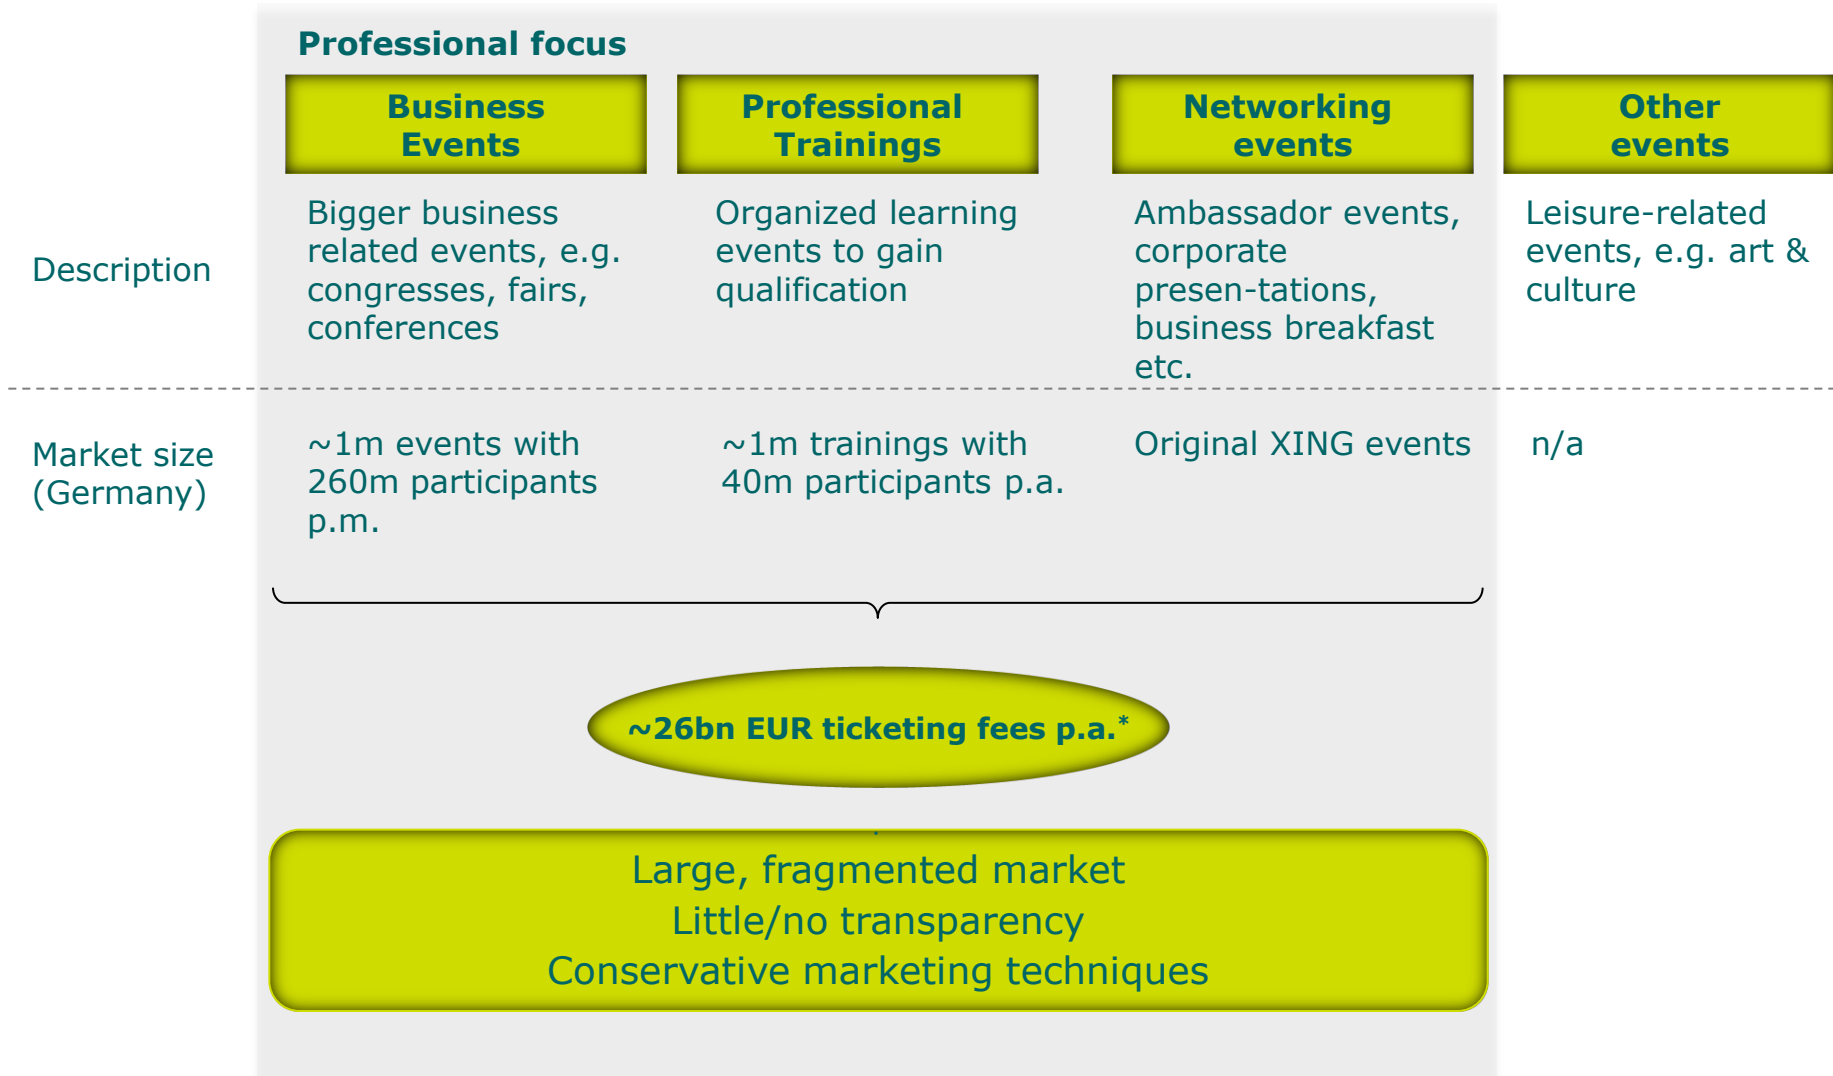 Professional focus
Business
Events
Professional
Trainings
Networking
events
Other
events
Description
Bigger business
related events, e.g.
congresses, fairs,
conferences
Organized learning
events to gain
qualification
Ambassador events,
corporate
presen-tations,
business breakfast
etc.
Leisure-related
events, e.g. art &
culture
Market size
(Germany)
~1m events with
260m participants
p.m.
~1m trainings with
40m participants p.a.
Original XING events
n/a
~26bn EUR ticketing fees p.a.*
Large, fragmented market
Little/no transparency
Conservative marketing techniques